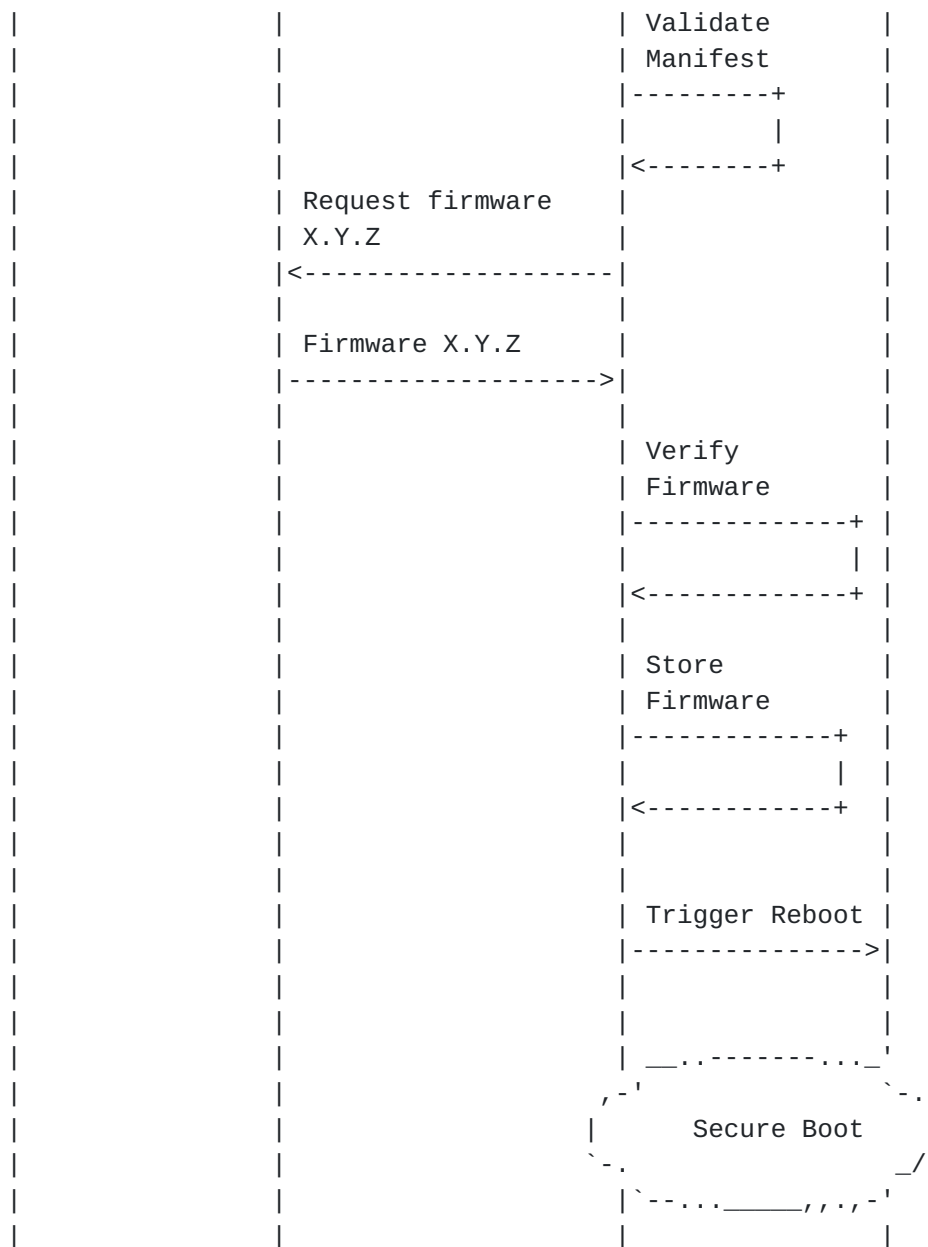 Validate
Manifest
Request firmware
X.Y.Z
Firmware X.Y.Z
Verify
Firmware
Store
Firmware
Trigger Reboot
Secure Boot